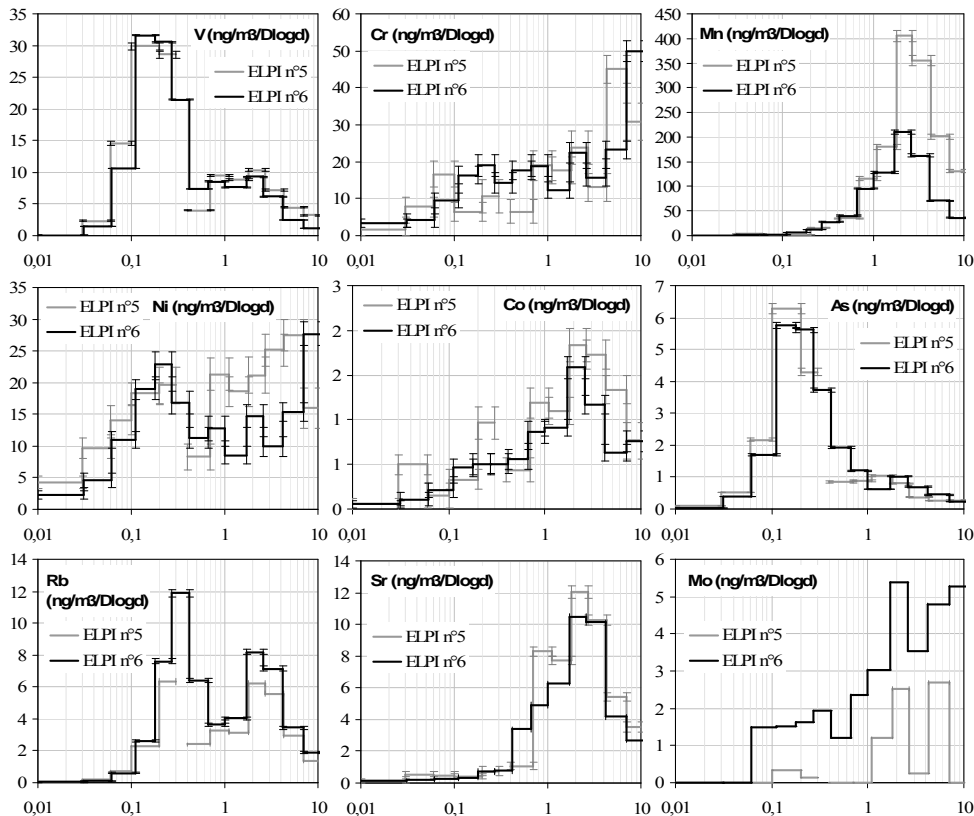 V (ng/m3/Dlogd)
ELPI n°5
ELPI n°6
35
30
25
20
15
10
5
0
0,01 0,1 1 10
Cr (ng/m3/Dlogd)
ELPI n°5
ELPI n°6
60
50
40
30
20
10
0
0,01 0,1 1 10
Mn (ng/m3/Dlogd)
ELPI n°5
ELPI n°6
450
400
350
300
250
200
150
100
50
0
0,01 0,1 1 10
Ni (ng/m3/Dlogd)
ELPI n°5
ELPI n°6
35
30
25
20
15
10
5
0
0,01 0,1 1 10
Co (ng/m3/Dlogd)
ELPI n°5
ELPI n°6
3
2
2
1
1
0
0,01 0,1 1 10
As (ng/m3/Dlogd)
ELPI n°5
ELPI n°6
7
6
5
4
3
2
1
0
0,01 0,1 1 10
Rb
(ng/m3/Dlogd)
ELPI n°5
ELPI n°6
14
12
10
8
6
4
2
0
0,01 0,1 1 10
Sr (ng/m3/Dlogd)
ELPI n°5
ELPI n°6
14
12
10
8
6
4
2
0
0,01 0,1 1 10
Mo (ng/m3/Dlogd)
ELPI n°5
ELPI n°6
6
5
4
3
2
1
0
0,01 0,1 1 10